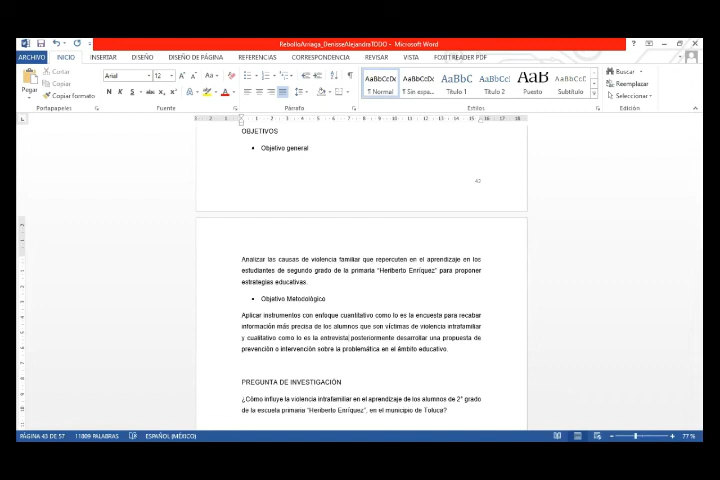 RebolloArriaga_DenisseAlejandraTODO - Microsoft Word
ARCHIVO INICIO INSERTAR DISEÑO DISEÑO DE PÁGINA REFERENCIAS CORRESPONDENCIA REVISAR VISTA FOXIT READER PDF
Pegar
Cortar
Copiar
Copiar formato
Portapapeles
Arial 12
N K S abc
Fuente
Párrafo
AaBbCcDc AaBbCcDc AaBbC AaBbCcI AaB AaBbCcC
¶ Normal ¶ Sin espa... Título 1 Título 2 Puesto Subtítulo
Estilos
Buscar
Reemplazar
Seleccionar
Edición
OBJETIVOS
• Objetivo general
43
Analizar las causas de violencia familiar que repercuten en el aprendizaje en los
estudiantes de segundo grado de la primaria “Heriberto Enríquez” para proponer
estrategias educativas.
• Objetivo Metodológico
Aplicar instrumentos con enfoque cuantitativo como lo es la encuesta para recabar
información más precisa de los alumnos que son víctimas de violencia intrafamiliar
y cualitativo como lo es la entrevista posteriormente desarrollar una propuesta de
prevención o intervención sobre la problemática en el ámbito educativo.
PREGUNTA DE INVESTIGACIÓN
¿Cómo influye la violencia intrafamiliar en el aprendizaje de los alumnos de 2° grado
de la escuela primaria “Heriberto Enríquez”, en el municipio de Toluca?
PÁGINA 43 DE 57 11809 PALABRAS ESPAÑOL (MÉXICO) 77 %